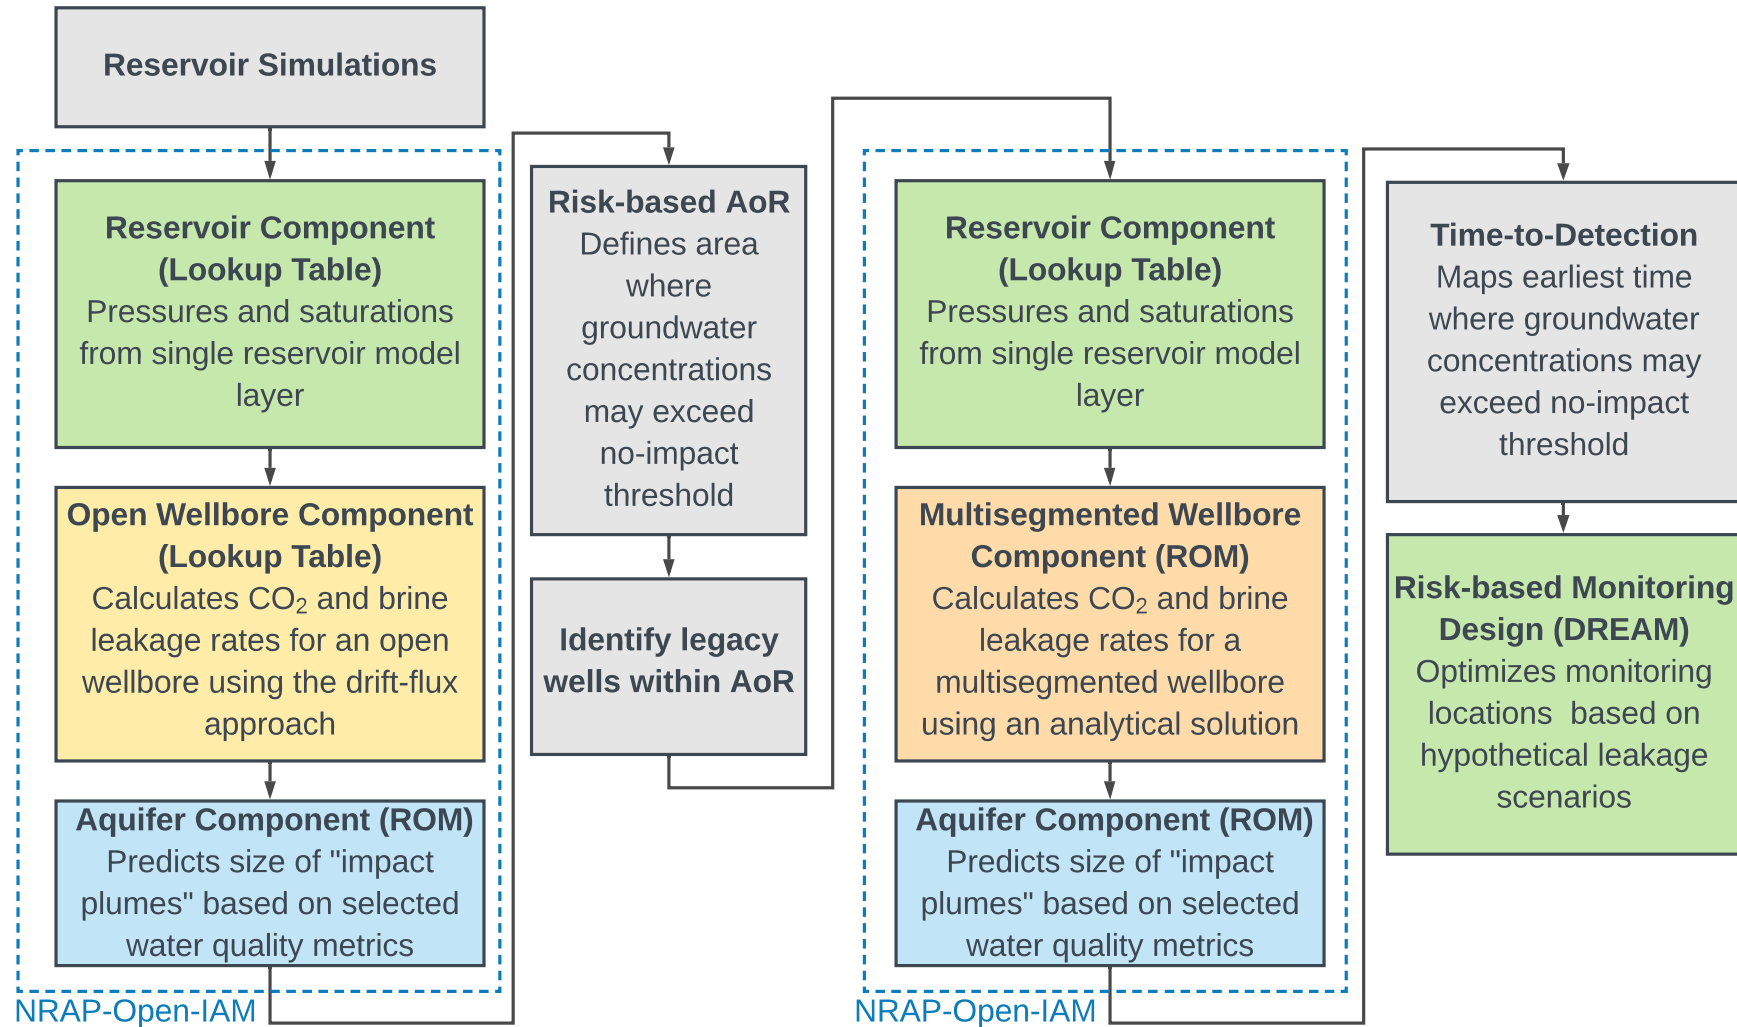 Reservoir Simulations
Reservoir Component
(Lookup Table)
Pressures and saturations
from single reservoir model
layer
Open Wellbore Component
(Lookup Table)
Calculates CO₂ and brine
leakage rates for an open
wellbore using the drift-flux
approach
Aquifer Component (ROM)
Predicts size of "impact
plumes" based on selected
water quality metrics
NRAP-Open-IAM
Risk-based AoR
Defines area
where
groundwater
concentrations
may exceed
no-impact
threshold
Identify legacy
wells within AoR
Reservoir Component
(Lookup Table)
Pressures and saturations
from single reservoir model
layer
Multisegmented Wellbore
Component (ROM)
Calculates CO₂ and brine
leakage rates for a
multisegmented wellbore
using an analytical solution
Aquifer Component (ROM)
Predicts size of "impact
plumes" based on selected
water quality metrics
NRAP-Open-IAM
Time-to-Detection
Maps earliest time
where groundwater
concentrations may
exceed no-impact
threshold
Risk-based Monitoring
Design (DREAM)
Optimizes monitoring
locations  based on
hypothetical leakage
scenarios